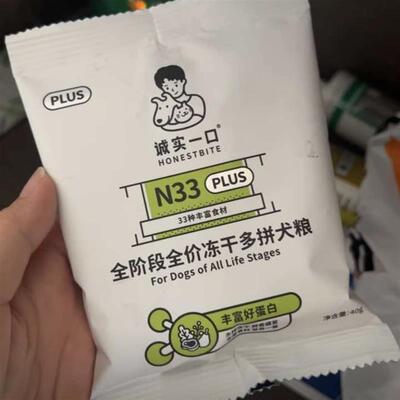 PLUS
诚实一口®
HONESTBITE
N33 PLUS
33种丰富食材
全阶段全价冻干多拼犬粮
For Dogs of All Life Stages
丰富好蛋白